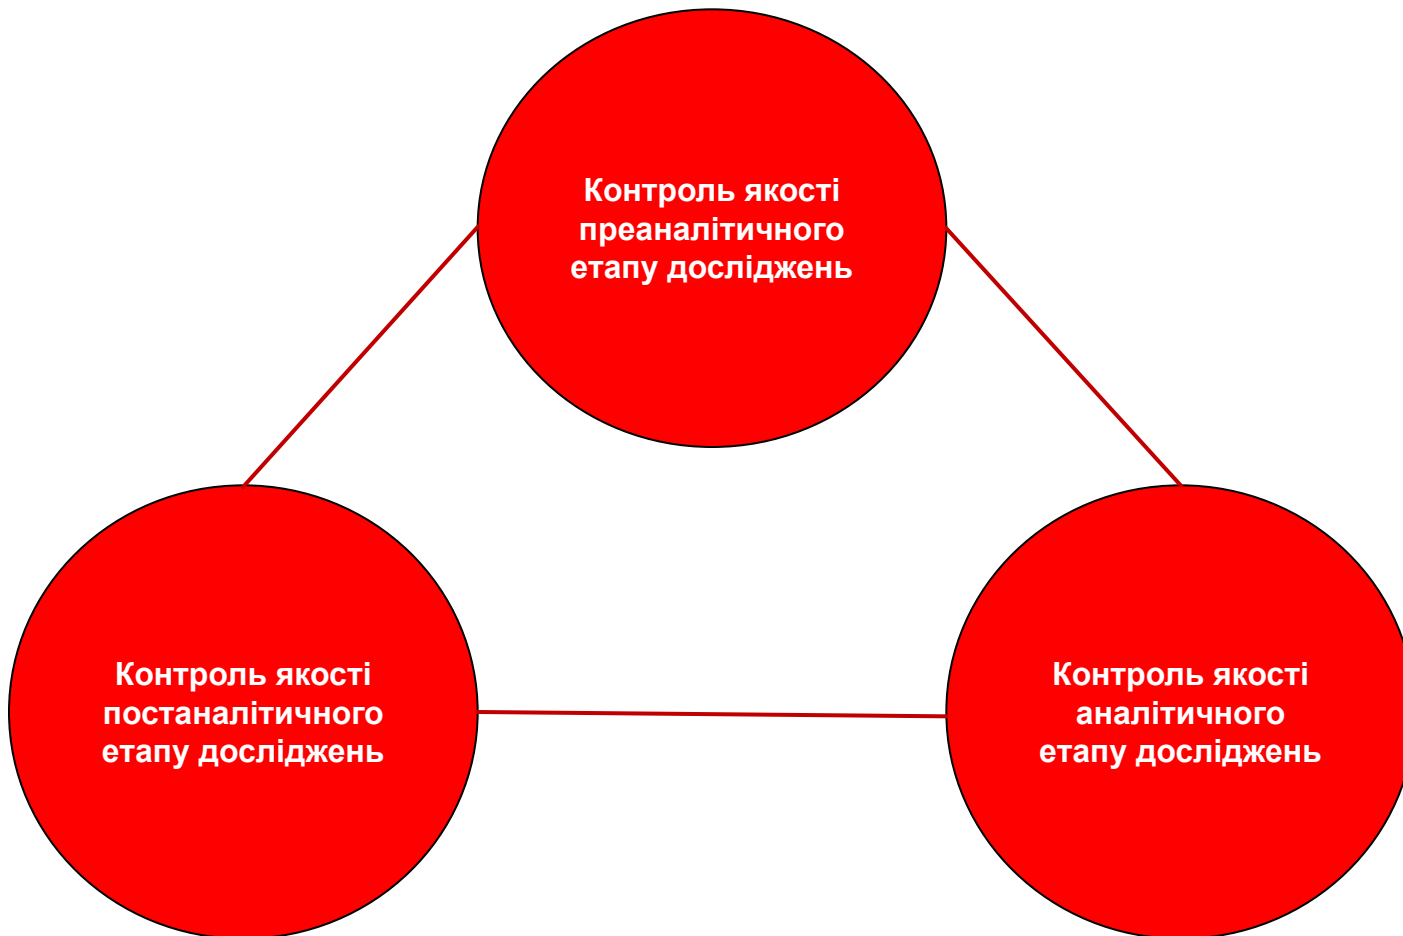 Контроль якості
преаналітичного
етапу досліджень
Контроль якості
постаналітичного
етапу досліджень
Контроль якості
аналітичного
етапу досліджень